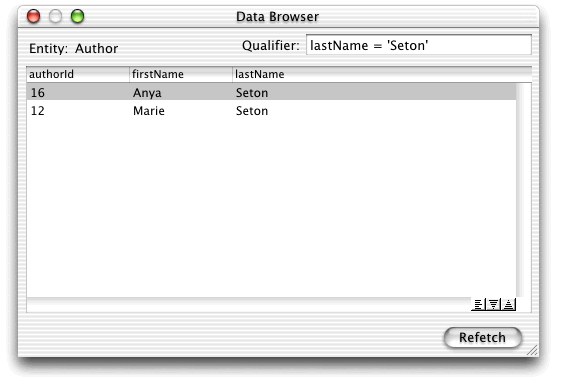 Data Browser
Entity: Author Qualifier: lastName = 'Seton'
authorId firstName lastName
16 Anya Seton
12 Marie Seton
Refetch